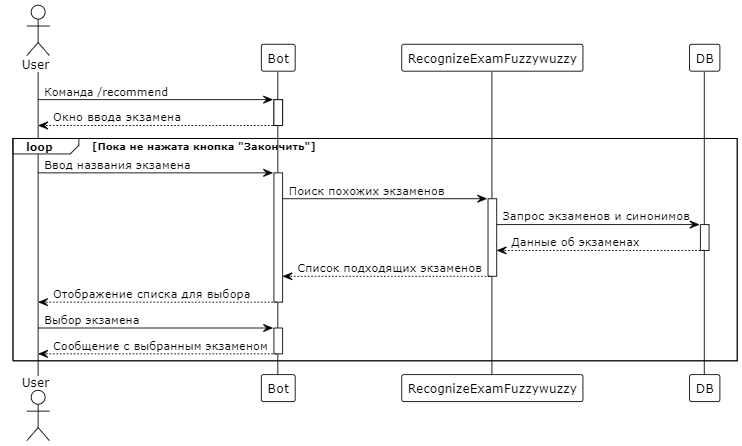 User
Bot
RecognizeExamFuzzywuzzy
DB
Команда /recommend
Окно ввода экзамена
loop
[Пока не нажата кнопка "Закончить"]
Ввод названия экзамена
Поиск похожих экзаменов
Запрос экзаменов и синонимов
Данные об экзаменах
Список подходящих экзаменов
Отображение списка для выбора
Выбор экзамена
Сообщение с выбранным экзаменом
User
Bot
RecognizeExamFuzzywuzzy
DB